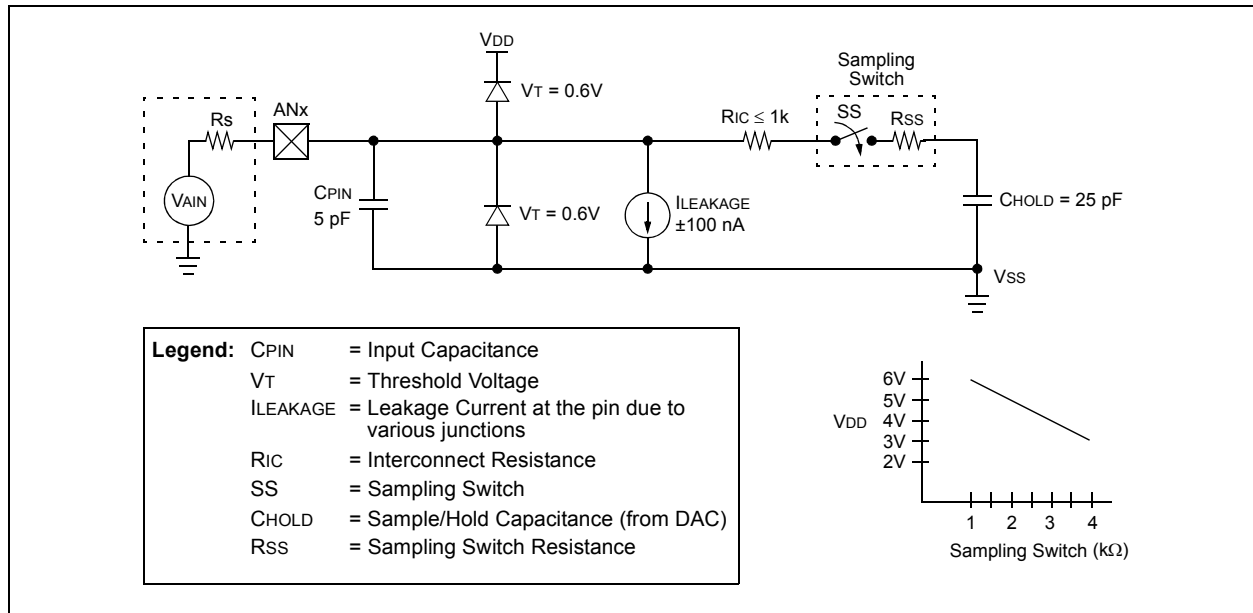 VDD
Sampling
Switch
VT = 0.6V
ANx
Rs
RIC ≤ 1k
SS
RSS
VAIN
CPIN
5 pF
VT = 0.6V
ILEAKAGE
±100 nA
CHOLD = 25 pF
VSS
Legend: CPIN = Input Capacitance
VT = Threshold Voltage
ILEAKAGE = Leakage Current at the pin due to
various junctions
RIC = Interconnect Resistance
SS = Sampling Switch
CHOLD = Sample/Hold Capacitance (from DAC)
RSS = Sampling Switch Resistance
6V
5V
VDD
4V
3V
2V
1 2 3 4
Sampling Switch (kΩ)